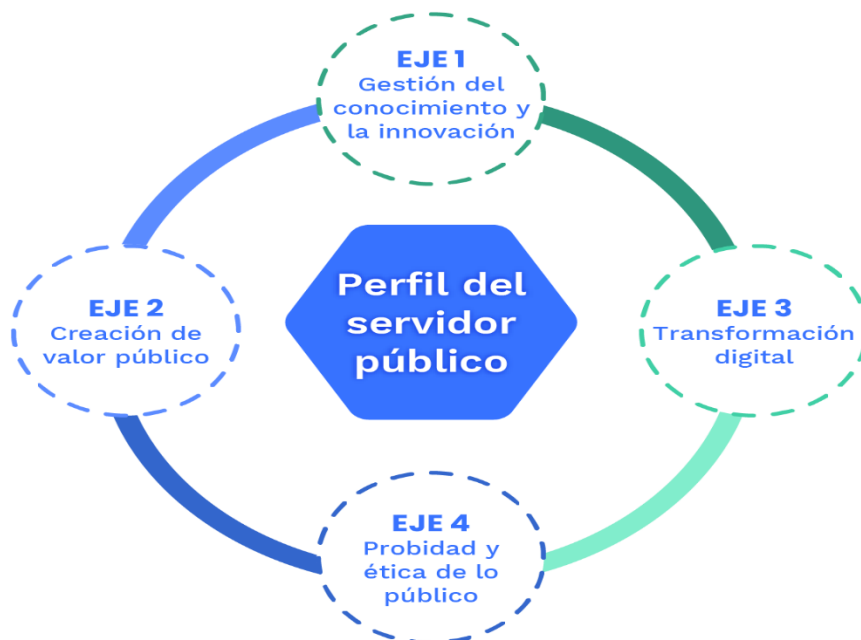 EJE 1
Gestión del
conocimiento y
la innovación
Perfil del
servidor
público
EJE 2
Creación de
valor público
EJE 3
Transformación
digital
EJE 4
Probidad y
ética de lo
público